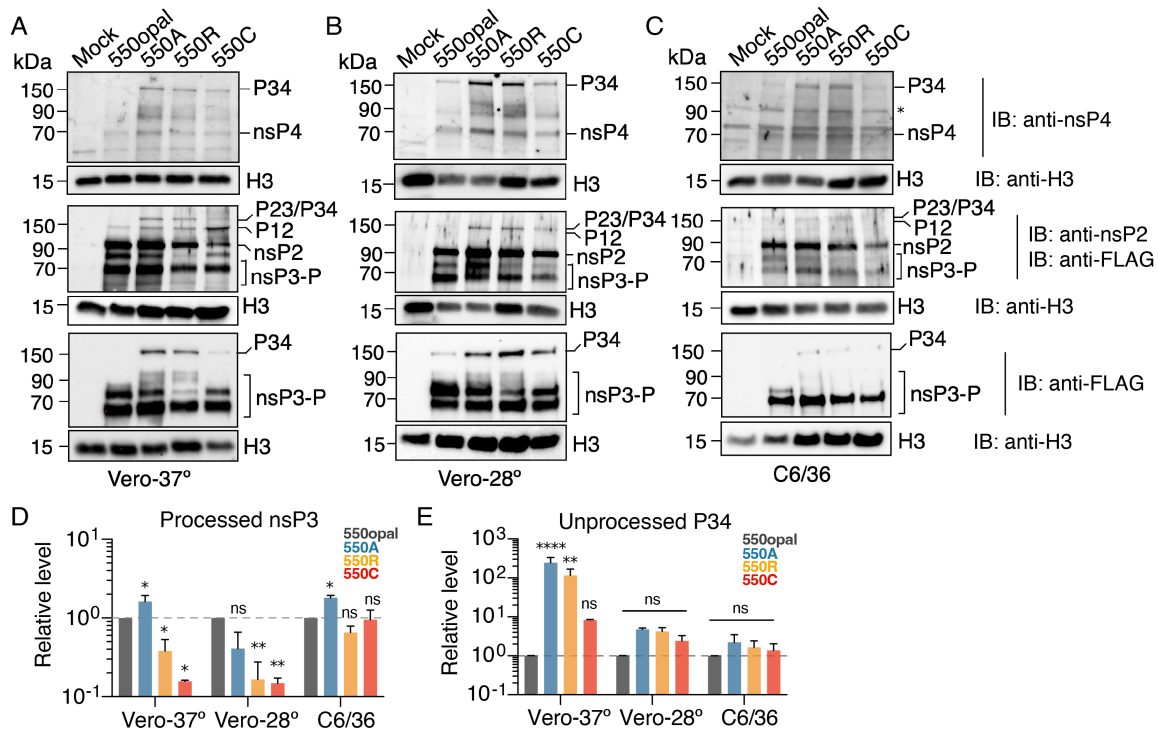 A
B
C
kDa
Mock
550opal
550A
550R
550C
kDa
Mock
550opal
550A
550R
550C
kDa
Mock
550opal
550A
550R
550C
150
90
70
P34
nsP4
150
90
70
P34
nsP4
150
90
70
P34
*
nsP4
IB: anti-nsP4
15
H3
15
H3
15
H3
IB: anti-H3
150
90
70
P23/P34
P12
nsP2
nsP3-P
150
90
70
P23/P34
P12
nsP2
nsP3-P
150
90
70
P23/P34
P12
nsP2
nsP3-P
IB: anti-nsP2
IB: anti-FLAG
15
H3
15
H3
15
H3
IB: anti-H3
150
90
70
P34
nsP3-P
150
90
70
P34
nsP3-P
150
90
70
P34
nsP3-P
IB: anti-FLAG
15
H3
15
H3
15
H3
IB: anti-H3
Vero-37º
Vero-28º
C6/36
D
Processed nsP3
Relative level
10¹
10⁰
10⁻¹
550opal
550A
550R
550C
*
*
*
ns
**
**
*
ns
ns
Vero-37º
Vero-28º
C6/36
E
Unprocessed P34
Relative level
10³
10²
10¹
10⁰
10⁻¹
550opal
550A
550R
550C
****
**
ns
ns
ns
Vero-37º
Vero-28º
C6/36